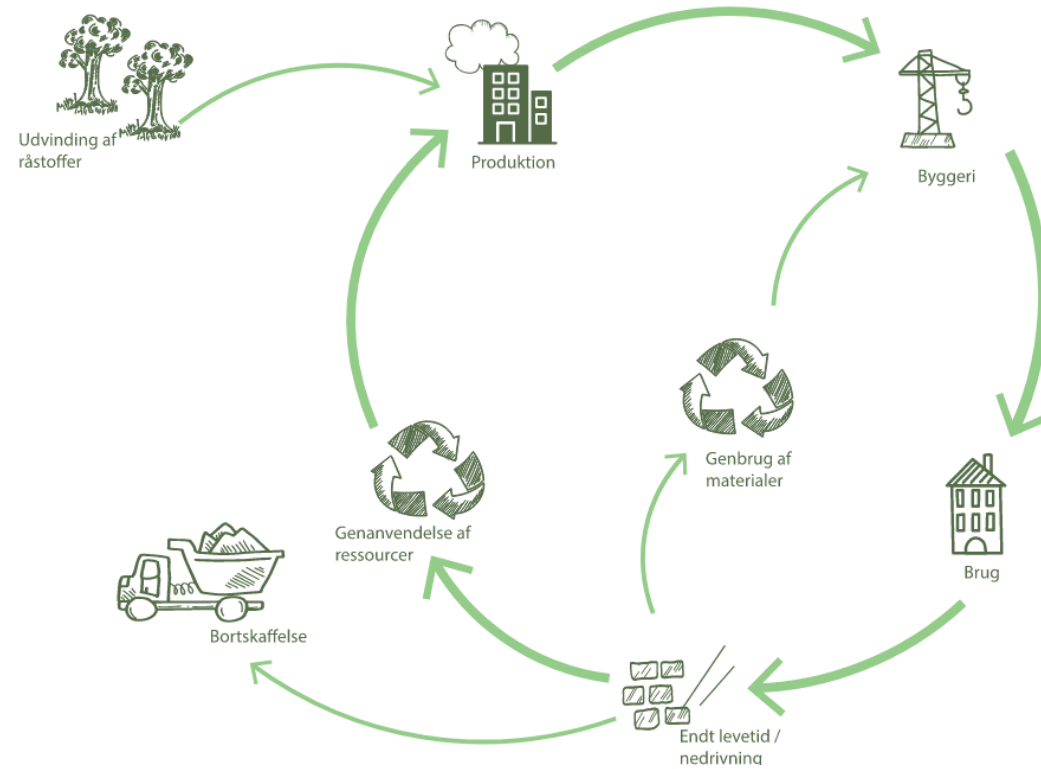 Udvinding af
råstoffer
Produktion
Byggeri
Genbrug af
materialer
Genanvendelse af
ressourcer
Brug
Bortskaffelse
Endt levetid /
nedrivning